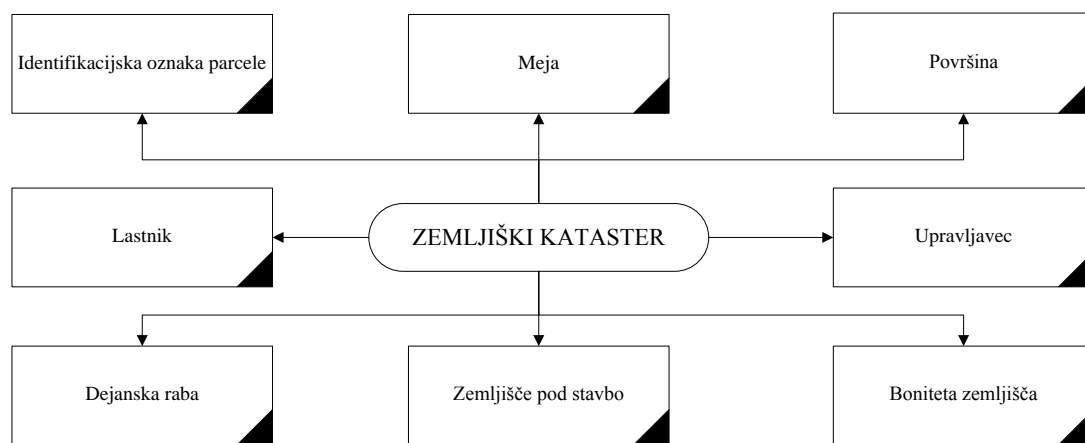 Identifikacijska oznaka parcele
Meja
Površina
Lastnik
ZEMLJIŠKI KATASTER
Upravljavec
Dejanska raba
Zemljišče pod stavbo
Boniteta zemljišča